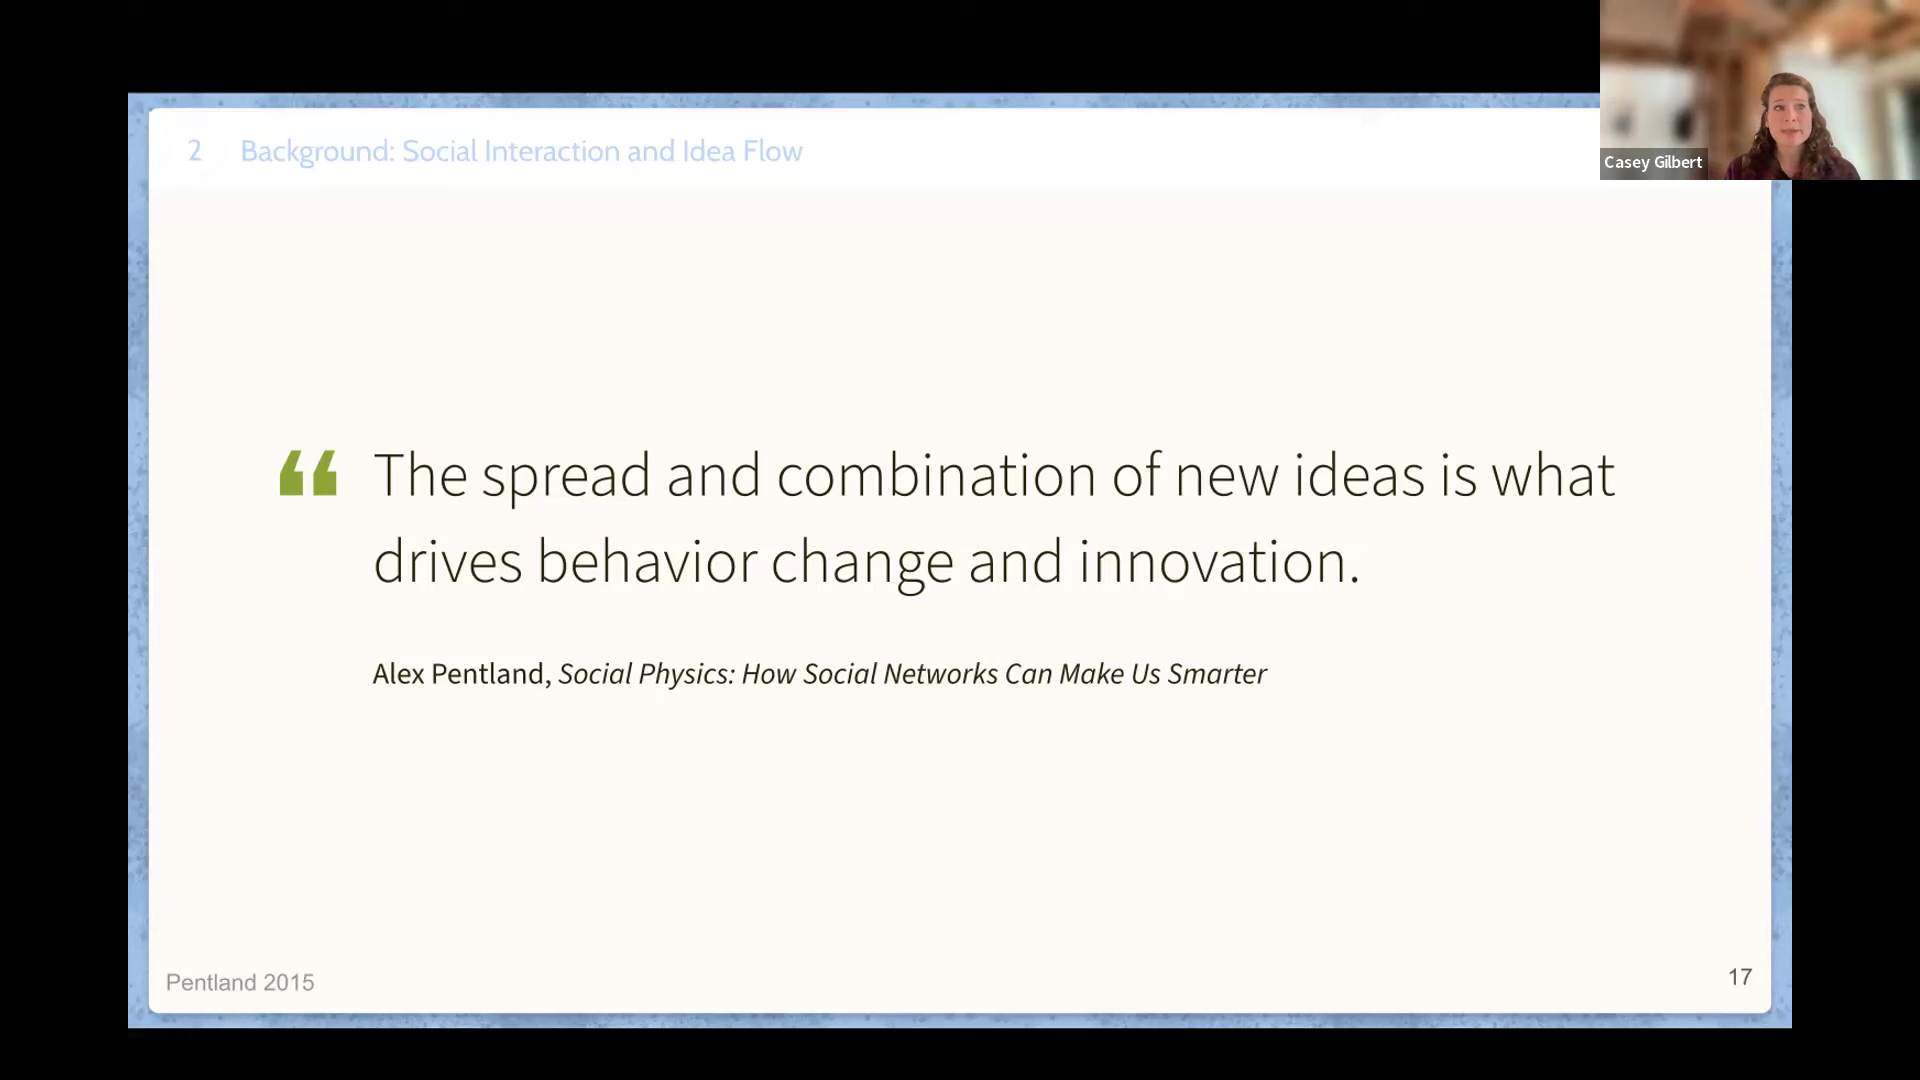 2 Background: Social Interaction and Idea Flow
Casey Gilbert
“ The spread and combination of new ideas is what
drives behavior change and innovation.
Alex Pentland, Social Physics: How Social Networks Can Make Us Smarter
Pentland 2015
17